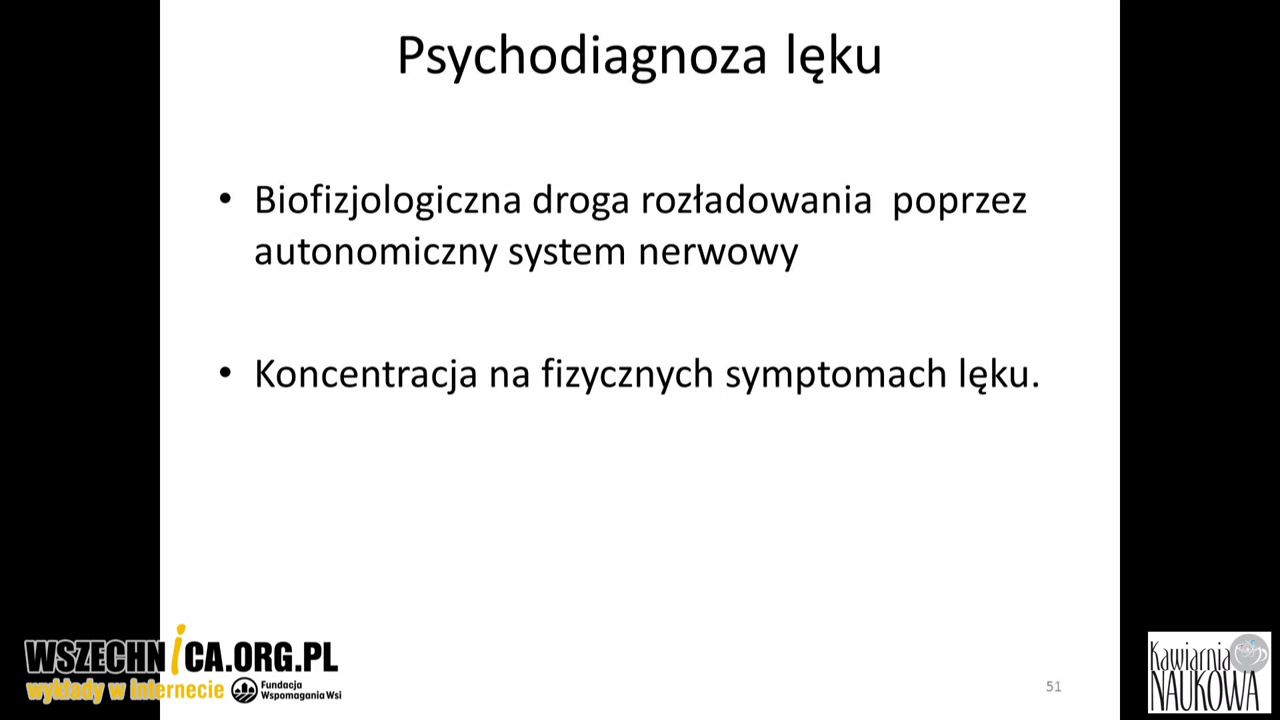 Psychodiagnoza lęku
• Biofizjologiczna droga rozładowania poprzez
autonomiczny system nerwowy
• Koncentracja na fizycznych symptomach lęku.
WSZECHNICA.ORG.PL
wykłady w Internecie
Fundacja
Wspomagania Wsi
51
Kawiarnia
NAUKOWA